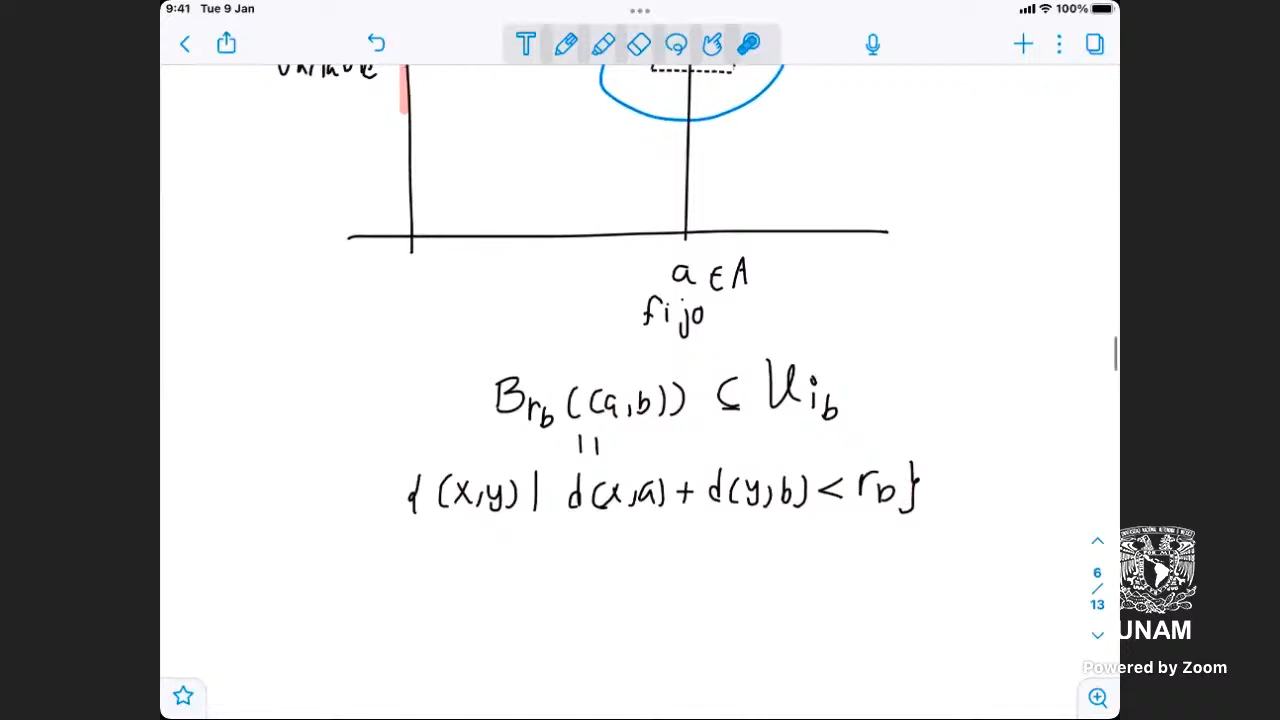 9:41 Tue 9 Jan
100%
a ∈ A
fijo
B_{r_b}((a,b)) ⊆ U_{i_b}
||
{(x,y) | d(x,a) + d(y,b) < r_b}
6
/
13
UNAM
Powered by Zoom